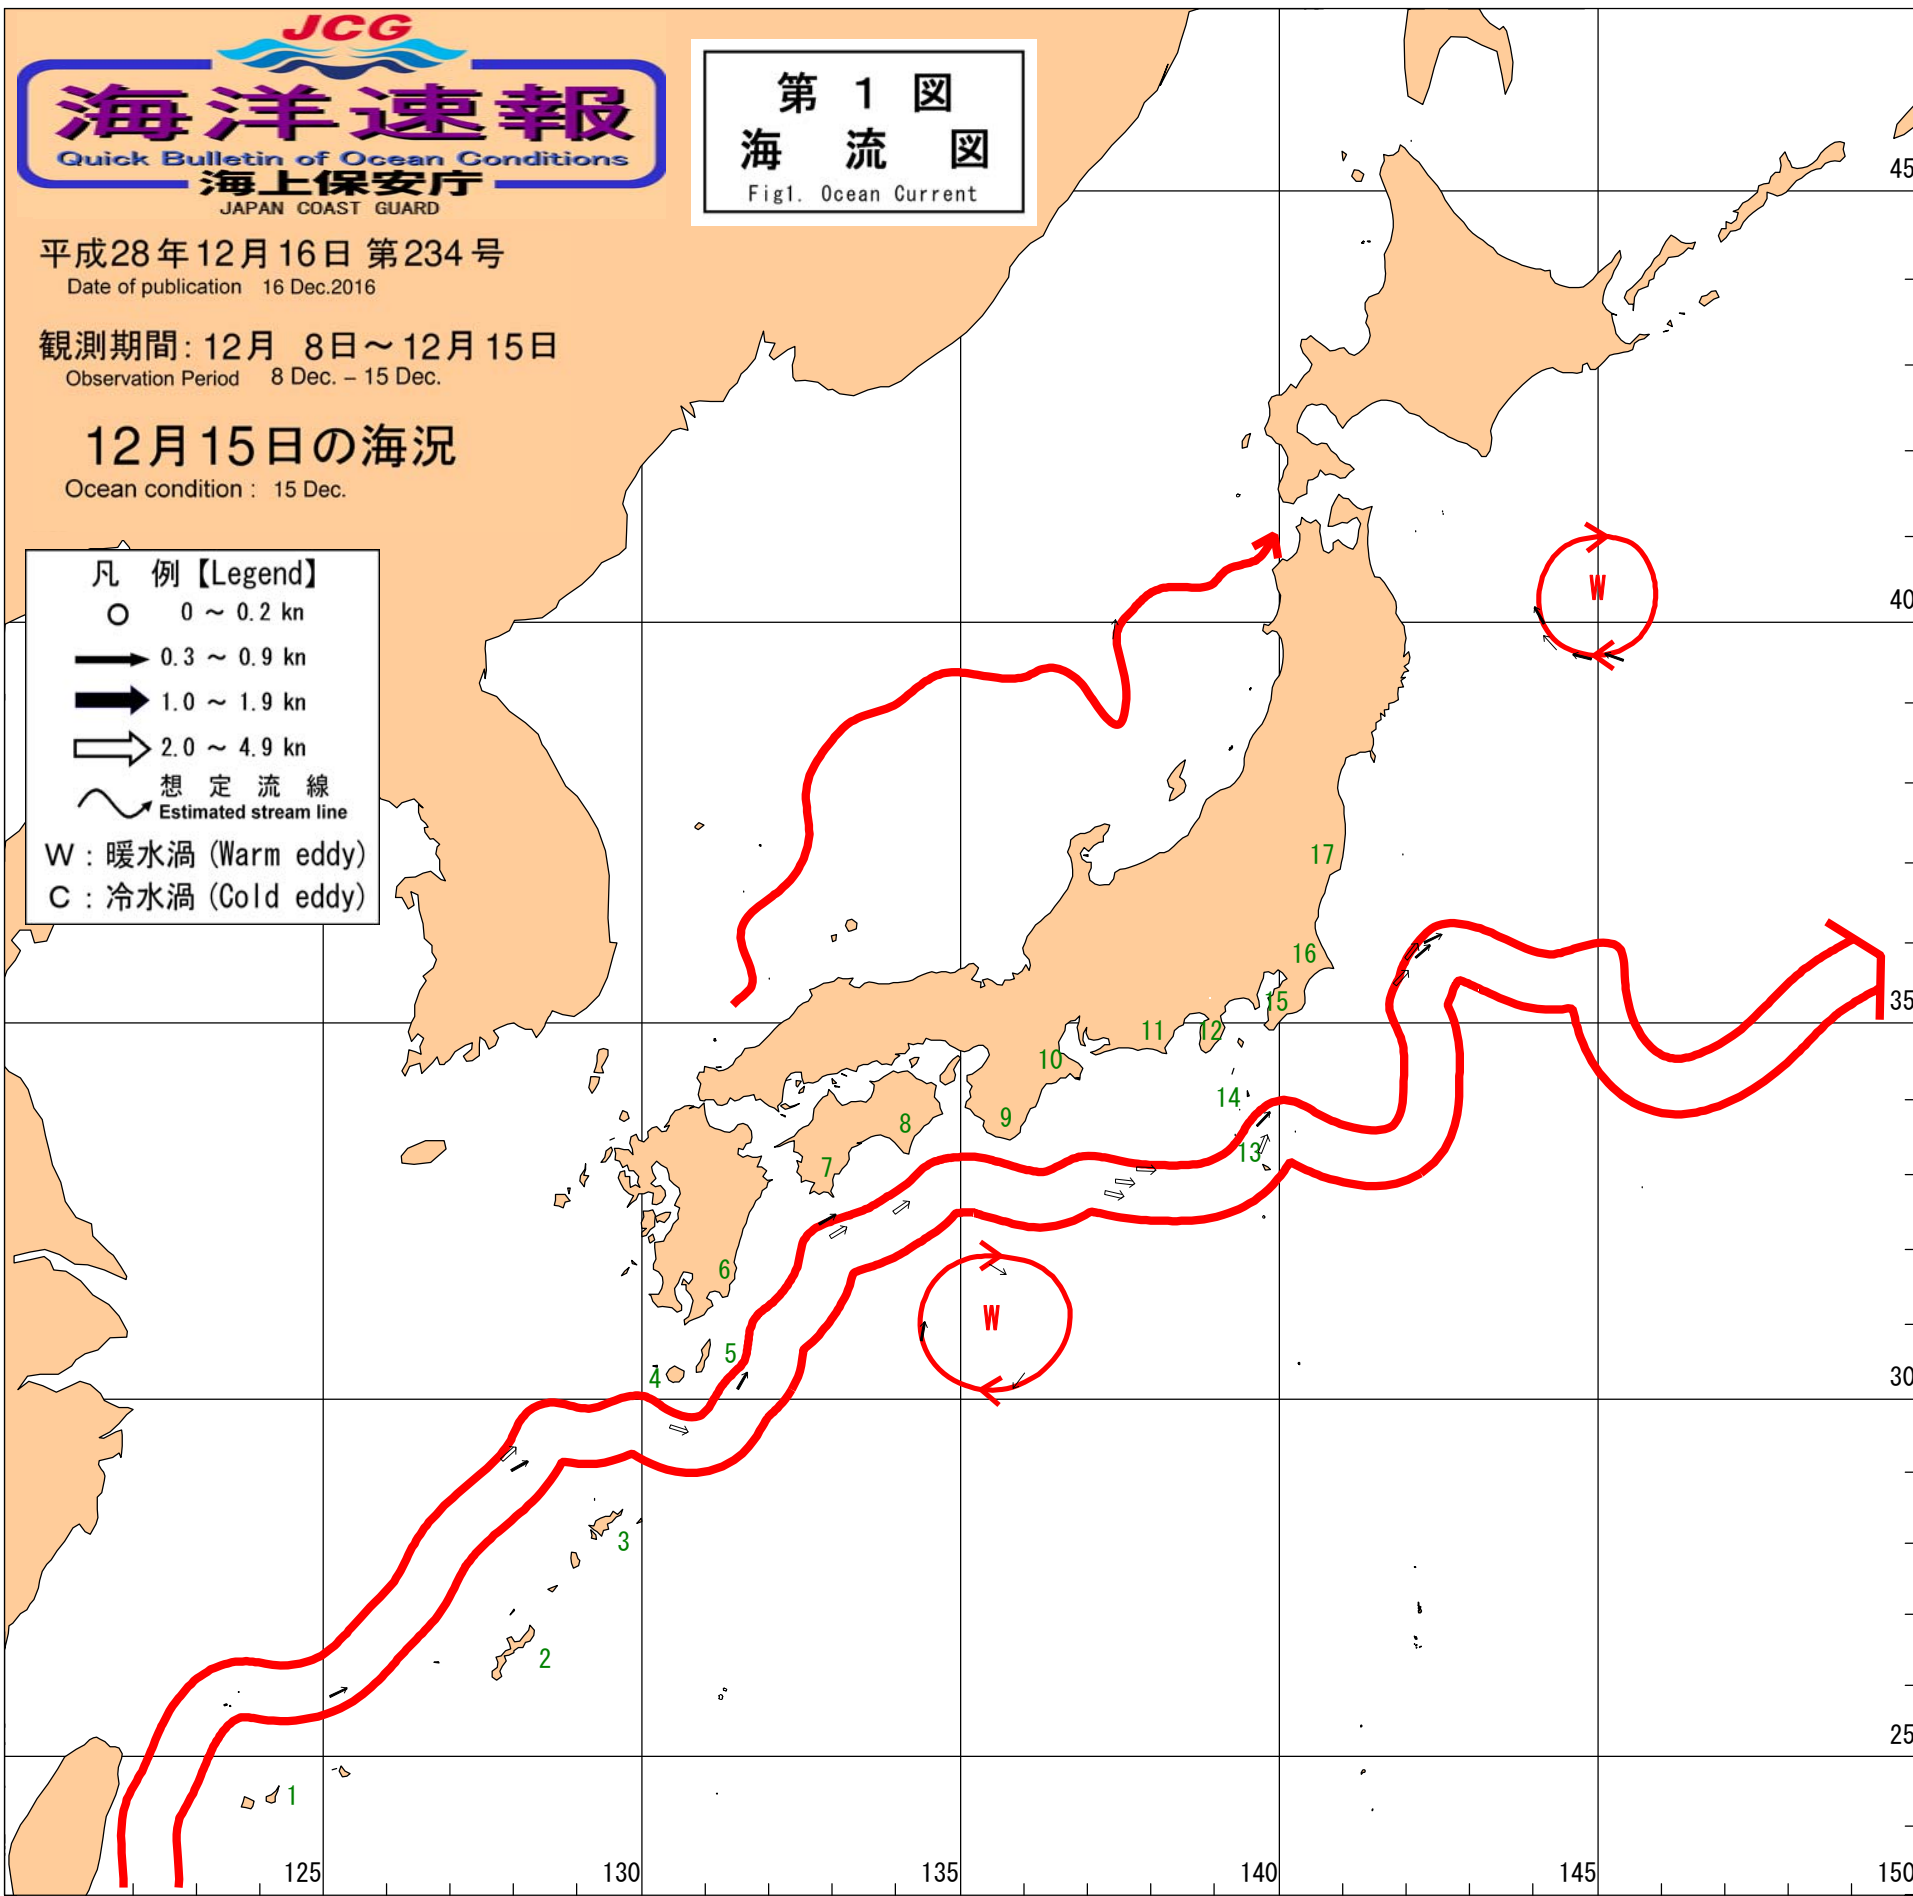 JCG
海洋速報
Quick Bulletin of Ocean Conditions
海上保安庁
JAPAN COAST GUARD
第 1 図
海 流 図
Fig1. Ocean Current
平成28年12月16日 第234号
Date of publication 16 Dec.2016
観測期間: 12月 8日～12月15日
Observation Period 8 Dec. – 15 Dec.
12月15日の海況
Ocean condition : 15 Dec.
凡 例【Legend】
0 ～ 0.2 kn
0.3 ～ 0.9 kn
1.0 ～ 1.9 kn
2.0 ～ 4.9 kn
想 定 流 線
Estimated stream line
W : 暖水渦 (Warm eddy)
C : 冷水渦 (Cold eddy)
45
W
40
17
16
35
15
12
11
10
14
9
8
13
7
6
W
5
4
30
3
2
25
1
125
130
135
140
145
150